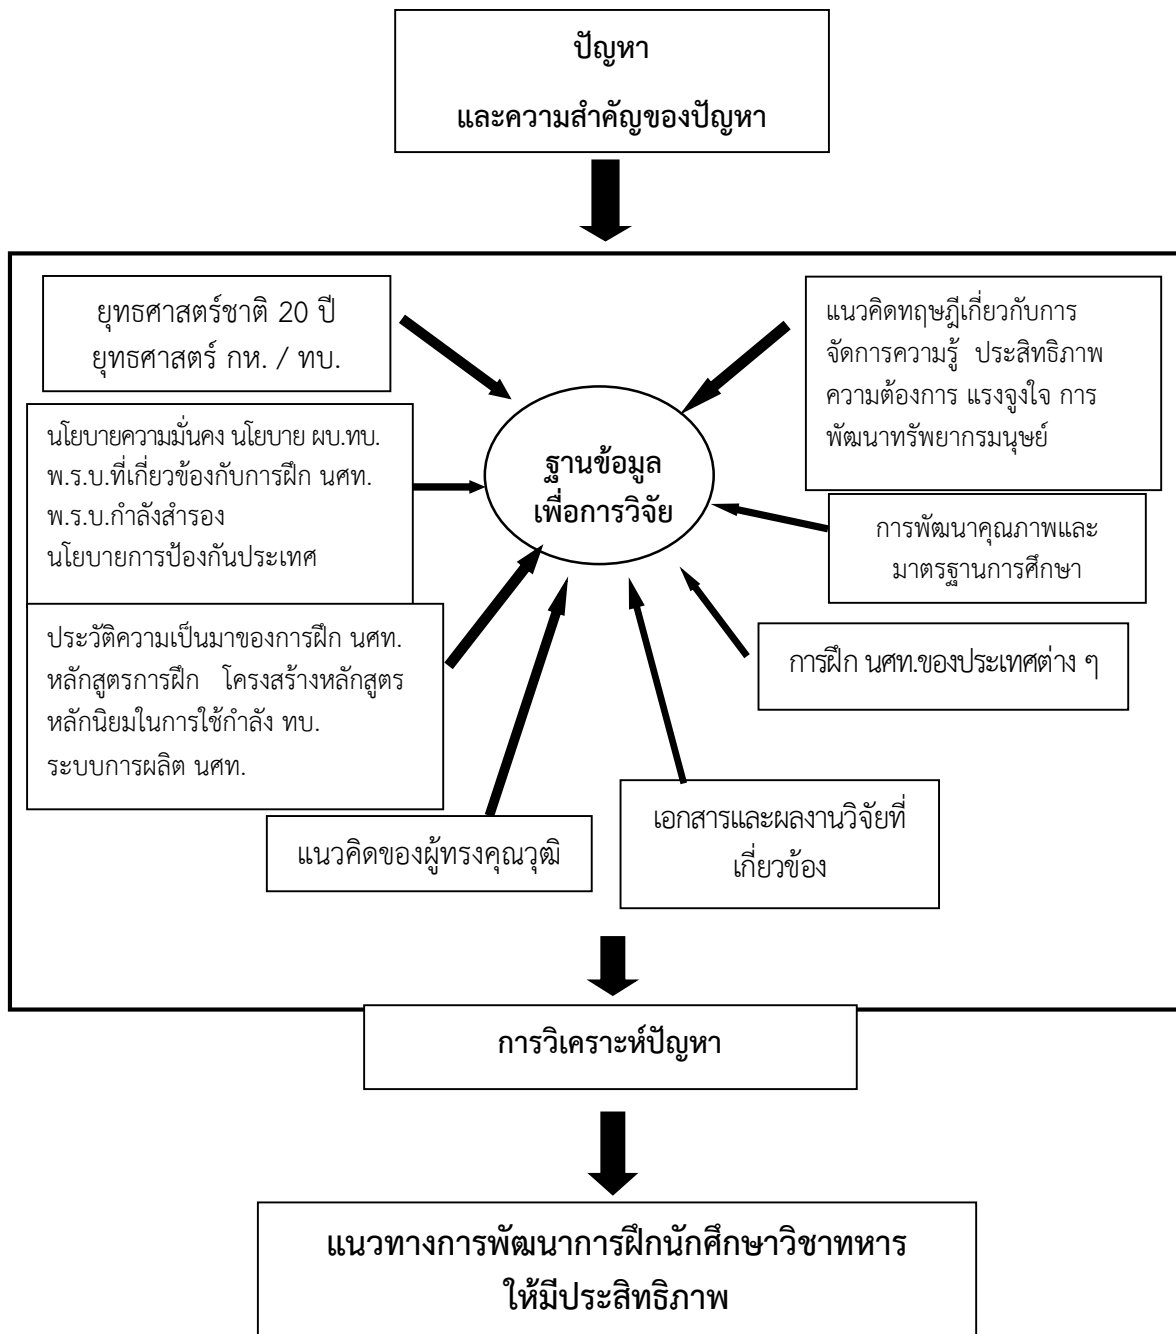 ปัญหา
และความสำคัญของปัญหา
ยุทธศาสตร์ชาติ 20 ปี
ยุทธศาสตร์ กห. / ทบ.
แนวคิดทฤษฎีเกี่ยวกับการ
จัดการความรู้ ประสิทธิภาพ
ความต้องการ แรงจูงใจ การ
พัฒนาทรัพยากรมนุษย์
นโยบายความมั่นคง นโยบาย ผบ.ทบ.
พ.ร.บ.ที่เกี่ยวข้องกับการฝึก นศท.
พ.ร.บ.กำลังสำรอง
นโยบายการป้องกันประเทศ
ฐานข้อมูล
เพื่อการวิจัย
การพัฒนาคุณภาพและ
มาตรฐานการศึกษา
ประวัติความเป็นมาของการฝึก นศท.
หลักสูตรการฝึก โครงสร้างหลักสูตร
หลักนิยมในการใช้กำลัง ทบ.
ระบบการผลิต นศท.
การฝึก นศท.ของประเทศต่าง ๆ
แนวคิดของผู้ทรงคุณวุฒิ
เอกสารและผลงานวิจัยที่
เกี่ยวข้อง
การวิเคราะห์ปัญหา
แนวทางการพัฒนาการฝึกนักศึกษาวิชาทหาร
ให้มีประสิทธิภาพ